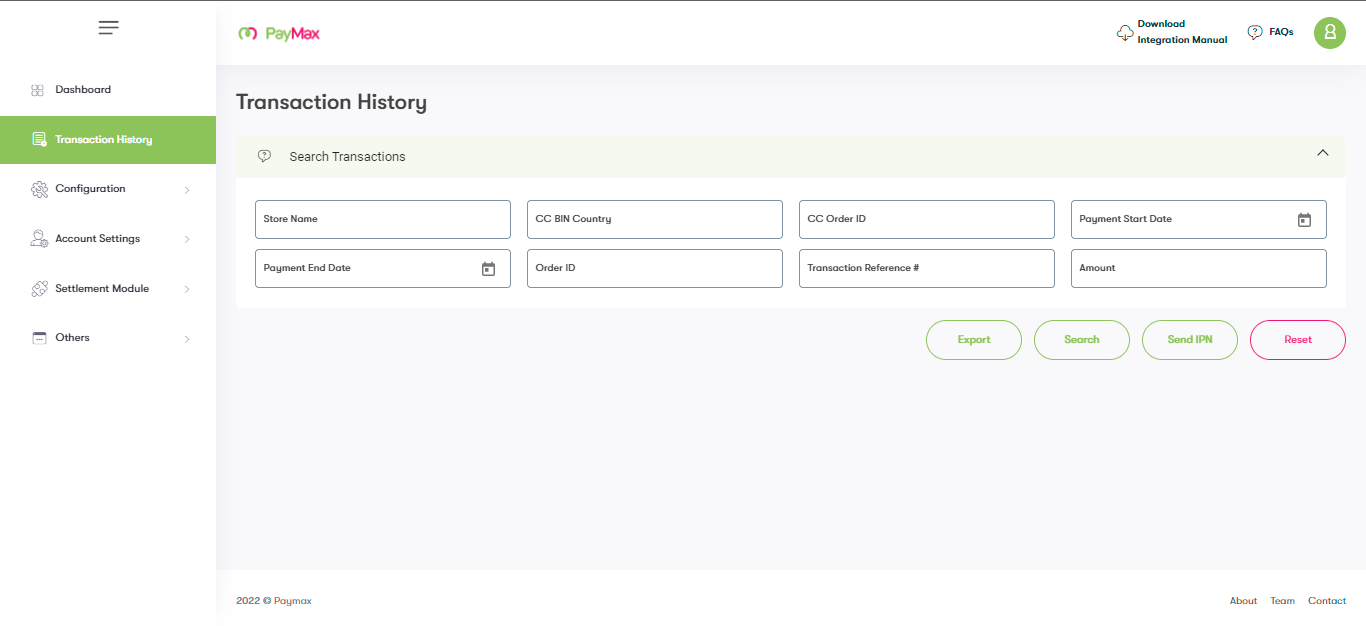 PayMax
Download
Integration Manual
FAQs
Dashboard
Transaction History
Configuration
Account Settings
Settlement Module
Others
Transaction History
Search Transactions
Store Name
CC BIN Country
CC Order ID
Payment Start Date
Payment End Date
Order ID
Transaction Reference #
Amount
Export
Search
Send IPN
Reset
2022 © Paymax
About
Team
Contact